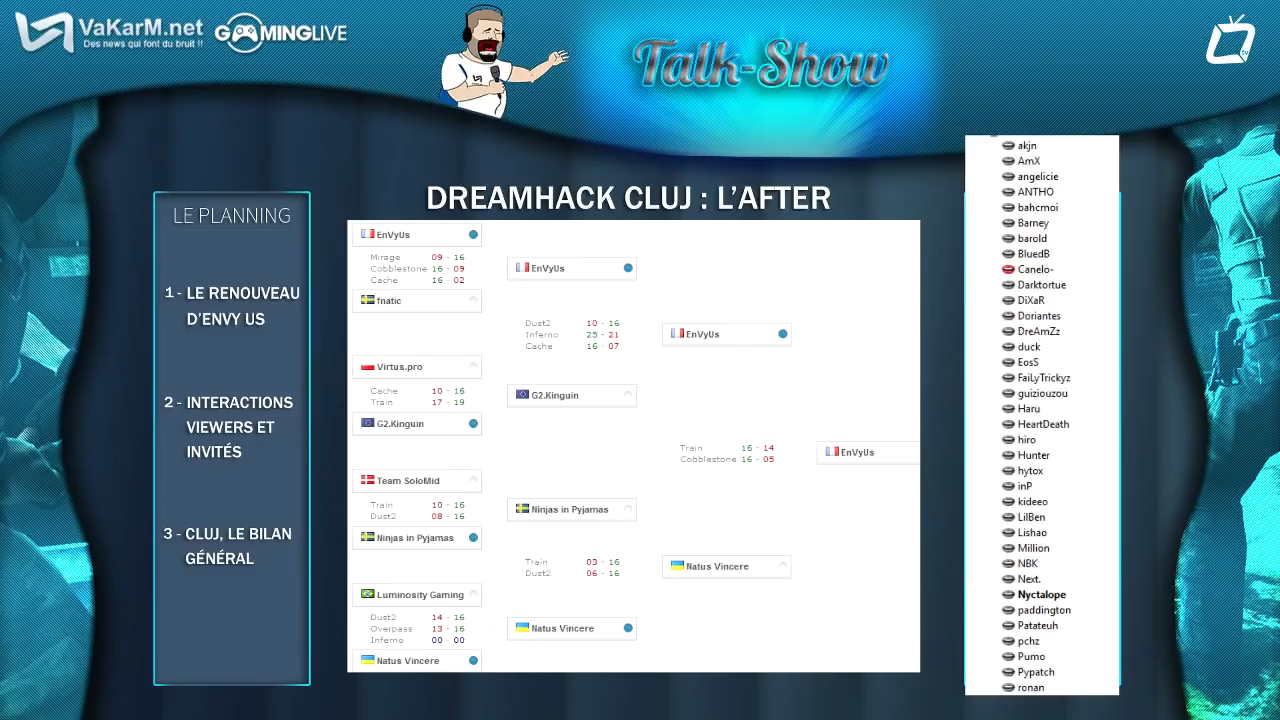 VaKarM.net
Des news qui font du bruit !!
GAMINGLIVE
Talk-Show
tv
LE PLANNING
1 - LE RENOUVEAU
D'ENVY US
2 - INTERACTIONS
VIEWERS ET
INVITÉS
3 - CLUJ, LE BILAN
GÉNÉRAL
DREAMHACK CLUJ : L'AFTER
EnVyUs
Mirage 09 - 16
Cobblestone 16 - 09
Cache 16 - 02
fnatic
Virtus.pro
Cache 10 - 16
Train 17 - 19
G2.Kinguin
Team SoloMid
Train 10 - 16
Dust2 08 - 16
Ninjas in Pyjamas
Luminosity Gaming
Dust2 14 - 16
Overpass 13 - 16
Inferno 00 - 00
Natus Vincere
EnVyUs
Dust2 10 - 16
Inferno 25 - 21
Cache 16 - 07
G2.Kinguin
Ninjas in Pyjamas
Train 03 - 16
Dust2 06 - 16
Natus Vincere
EnVyUs
Train 16 - 14
Cobblestone 16 - 05
Natus Vincere
EnVyUs
akjn
AmX
angelicie
ANTHO
bahcmoi
Barney
barold
BluedB
Canelo-
Darktortue
DiXaR
Doriantes
DreAmZz
duck
EosS
FaiLyTrickyz
guiziouzou
Haru
HeartDeath
hiro
Hunter
hytox
inP
kideeo
LilBen
Lishao
Million
NBK
Next.
Nyctalope
paddington
Patateuh
pchz
Pumo
Pypatch
ronan